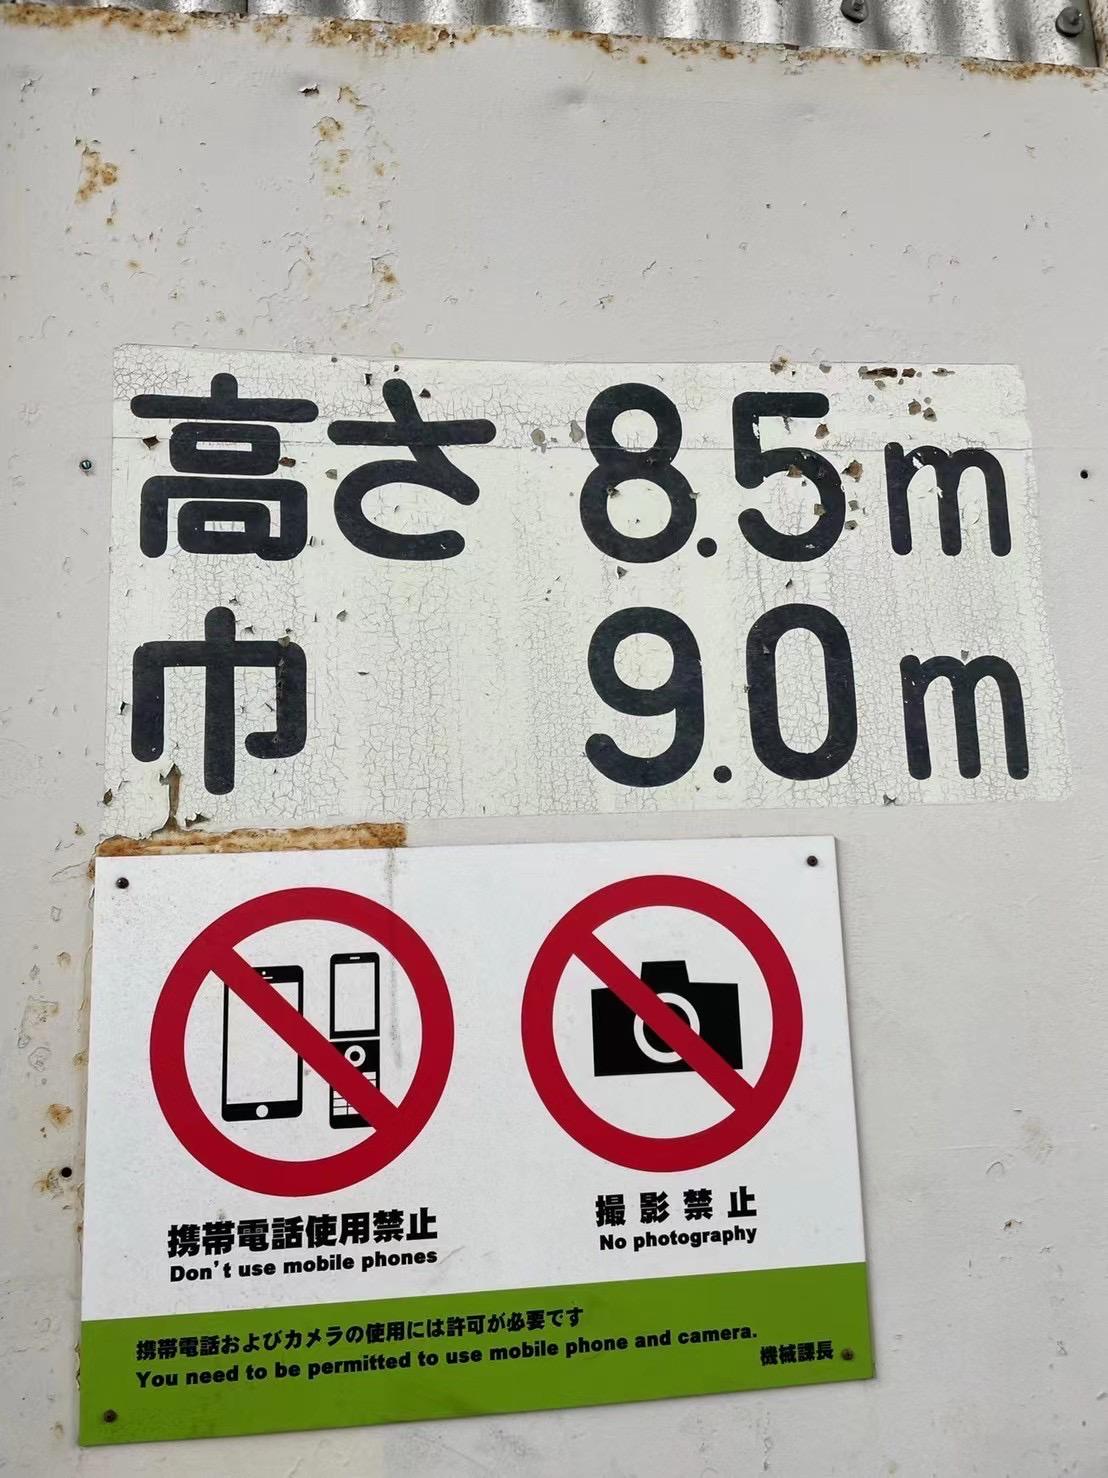 高さ 8.5m
巾 9.0m
携帯電話使用禁止
Don't use mobile phones
撮影禁止
No photography
携帯電話およびカメラの使用には許可が必要です
You need to be permitted to use mobile phone and camera.
機械課長